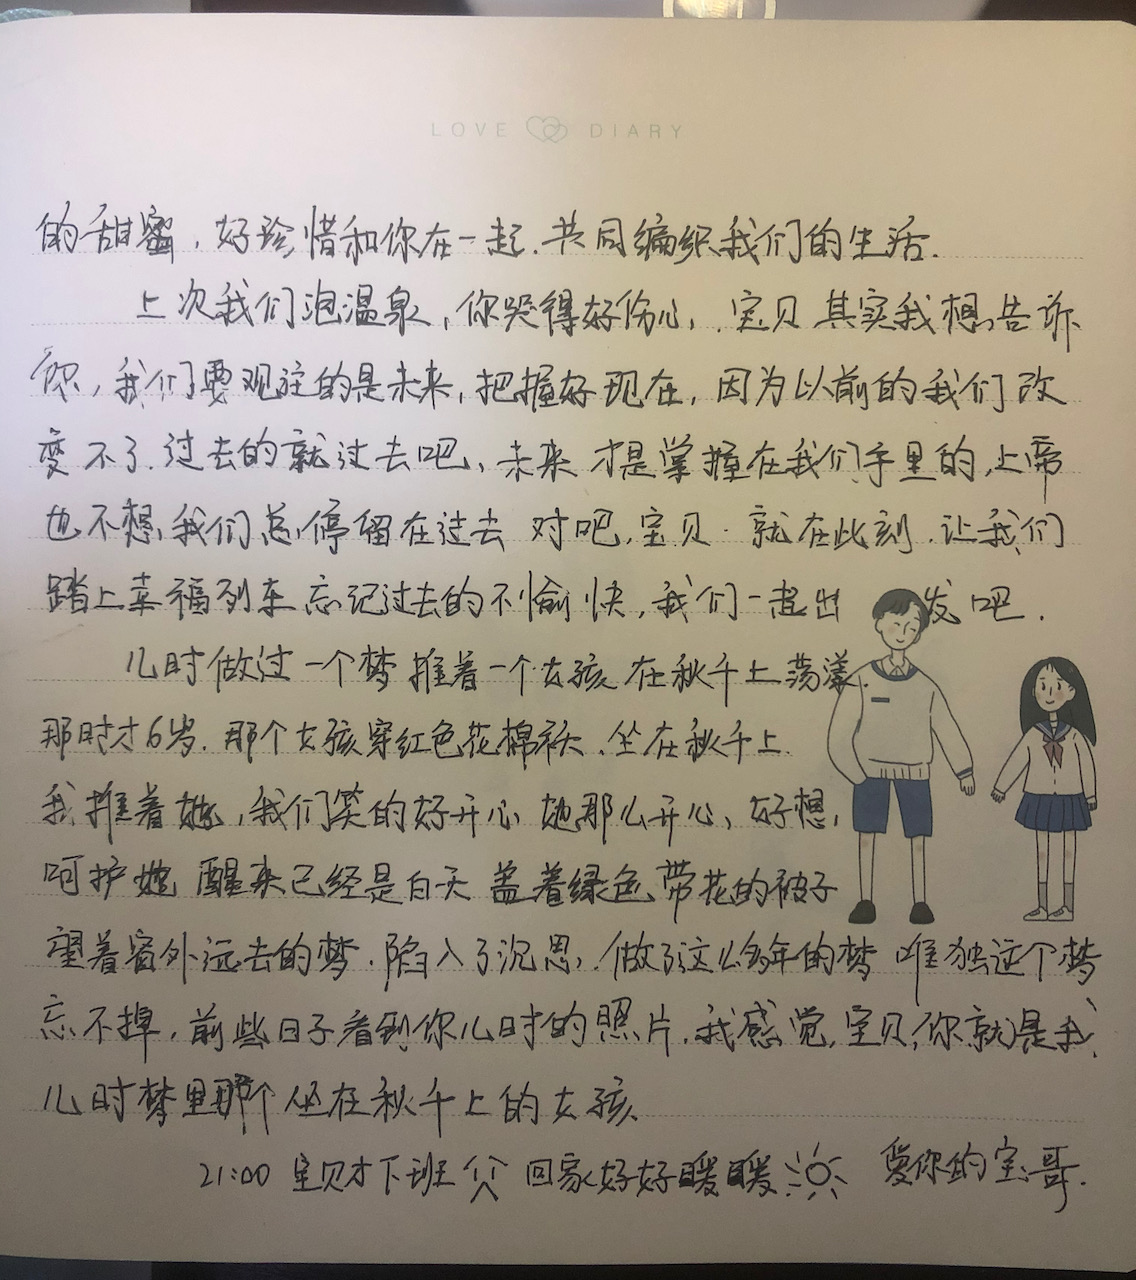 LOVE DIARY
的甜蜜，好珍惜和你在一起.共同编织我们的生活.
上次我们泡温泉，你哭得好伤心，宝贝其实我想告诉
你，我们要观注的是未来，把握好现在，因为以前的我们改
变不了.过去的就过去吧、未来才是掌握在我们手里的，上帝
也不想我们总停留在过去 对吧，宝贝.就在此刻.让我们
踏上幸福列车忘记过去的不愉快，我们一起出发吧.
儿时做过一个梦推着一个女孩在秋千上荡漾.
那时才6岁.那个女孩穿红色花棉袄.坐在秋千上.
我推着她，我们笑的好开心 她那么开心、好想，
呵护她 醒来已经是白天 盖着绿色带花的被子
望着窗外远去的梦.陷入了沉思.做了这么多年的梦 唯独这个梦
忘不掉，前些日子看到你儿时的照片，我感觉，宝贝，你就是我
儿时梦里那个坐在秋千上的女孩
21:00 宝贝才下班 回家好好暖暖 爱你的宝哥.